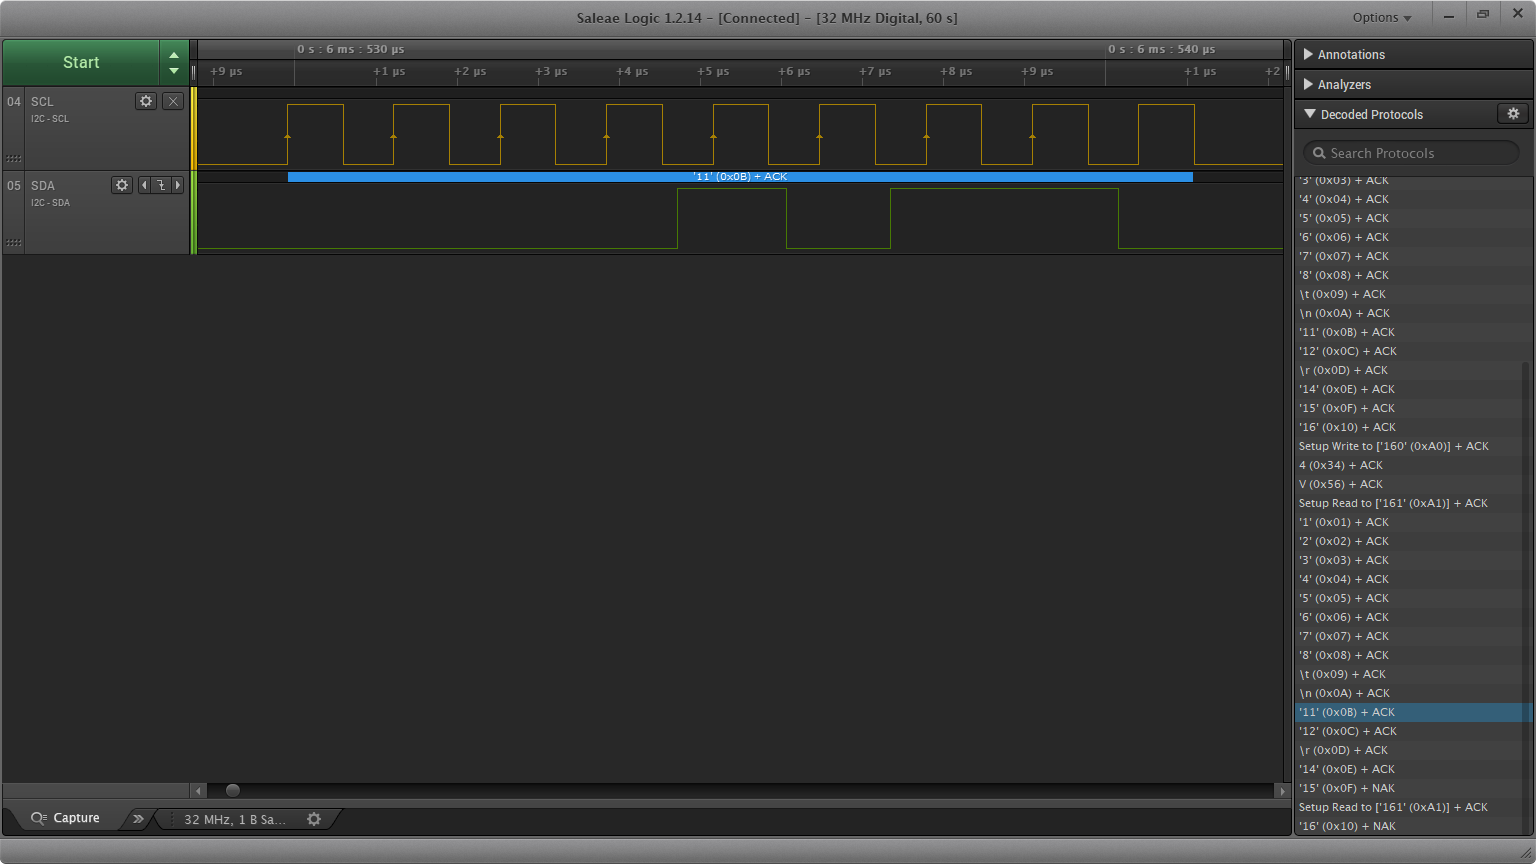 Saleae Logic 1.2.14 - [Connected] - [32 MHz Digital, 60 s]
Options
Start
0 s : 6 ms : 530 µs
0 s : 6 ms : 540 µs
+9 µs
+1 µs
+2 µs
+3 µs
+4 µs
+5 µs
+6 µs
+7 µs
+8 µs
+9 µs
+1 µs
+2
04
SCL
I2C - SCL
05
SDA
I2C - SDA
'11' (0x0B) + ACK
Capture
32 MHz, 1 B Sa...
Annotations
Analyzers
Decoded Protocols
Search Protocols
'3' (0x03) + ACK
'4' (0x04) + ACK
'5' (0x05) + ACK
'6' (0x06) + ACK
'7' (0x07) + ACK
'8' (0x08) + ACK
\t (0x09) + ACK
\n (0x0A) + ACK
'11' (0x0B) + ACK
'12' (0x0C) + ACK
\r (0x0D) + ACK
'14' (0x0E) + ACK
'15' (0x0F) + ACK
'16' (0x10) + ACK
Setup Write to ['160' (0xA0)] + ACK
4 (0x34) + ACK
V (0x56) + ACK
Setup Read to ['161' (0xA1)] + ACK
'1' (0x01) + ACK
'2' (0x02) + ACK
'3' (0x03) + ACK
'4' (0x04) + ACK
'5' (0x05) + ACK
'6' (0x06) + ACK
'7' (0x07) + ACK
'8' (0x08) + ACK
\t (0x09) + ACK
\n (0x0A) + ACK
'11' (0x0B) + ACK
'12' (0x0C) + ACK
\r (0x0D) + ACK
'14' (0x0E) + ACK
'15' (0x0F) + NAK
Setup Read to ['161' (0xA1)] + ACK
'16' (0x10) + NAK